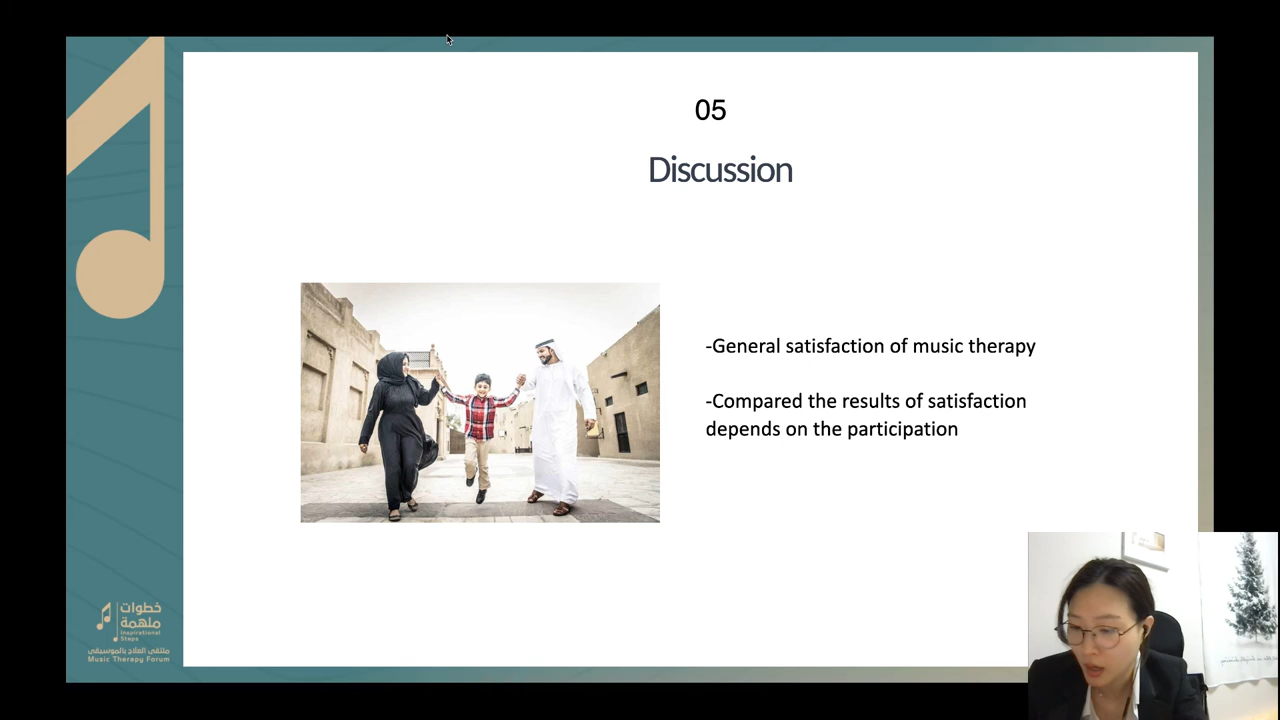 05
Discussion
-General satisfaction of music therapy
-Compared the results of satisfaction
depends on the participation
خطوات
ملهمة
Inspirational
Steps
ملتقى العلاج بالموسيقى
Music Therapy Forum